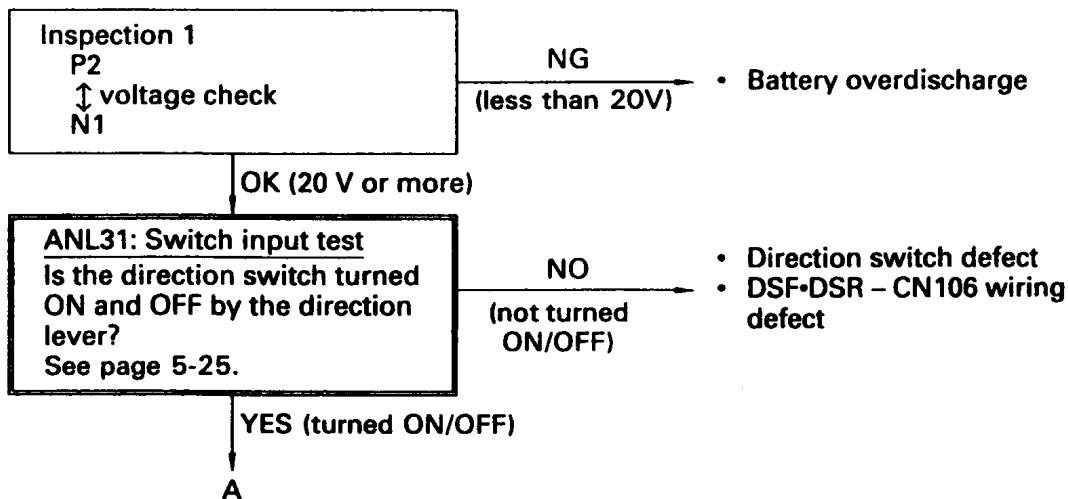 Inspection 1
P2
↕ voltage check
N1
NG
(less than 20V)
• Battery overdischarge
OK (20 V or more)
ANL31: Switch input test
Is the direction switch turned
ON and OFF by the direction
lever?
See page 5-25.
NO
(not turned
ON/OFF)
• Direction switch defect
• DSF•DSR – CN106 wiring
defect
YES (turned ON/OFF)
A